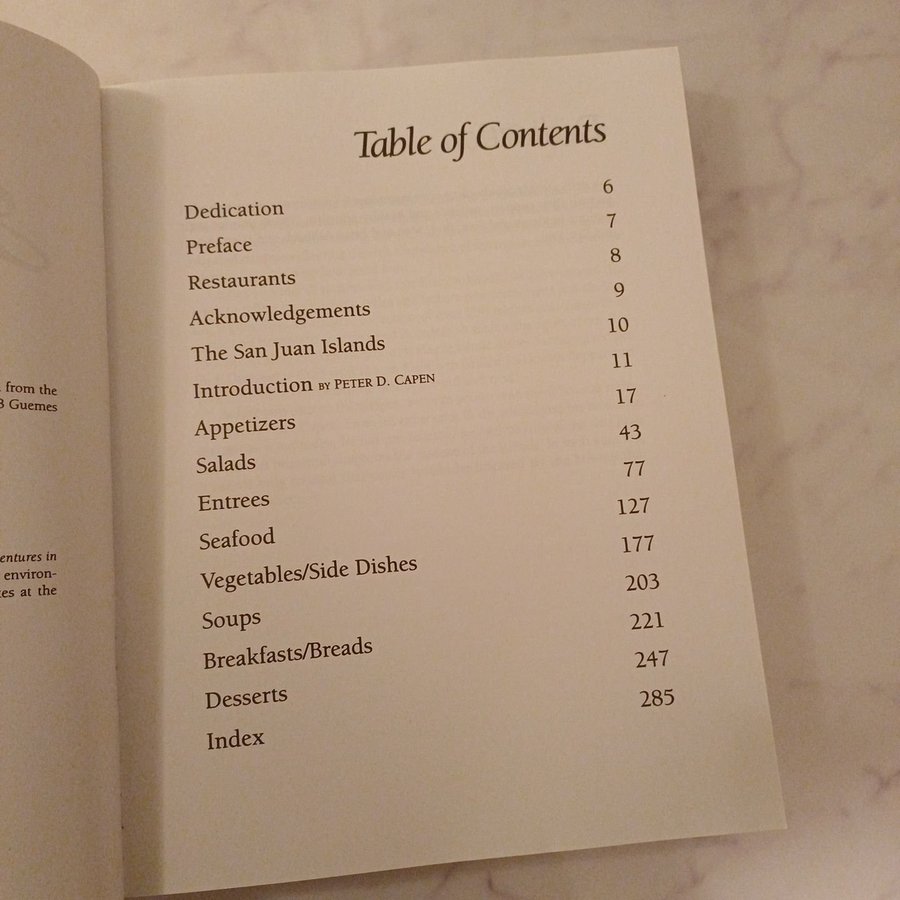 from the
3 Guemes
entures in
environ-
es at the
Table of Contents
Dedication 6
Preface 7
Restaurants 8
Acknowledgements 9
The San Juan Islands 10
Introduction BY PETER D. CAPEN 11
Appetizers 17
Salads 43
Entrees 77
Seafood 127
Vegetables/Side Dishes 177
Soups 203
Breakfasts/Breads 221
Desserts 247
Index 285